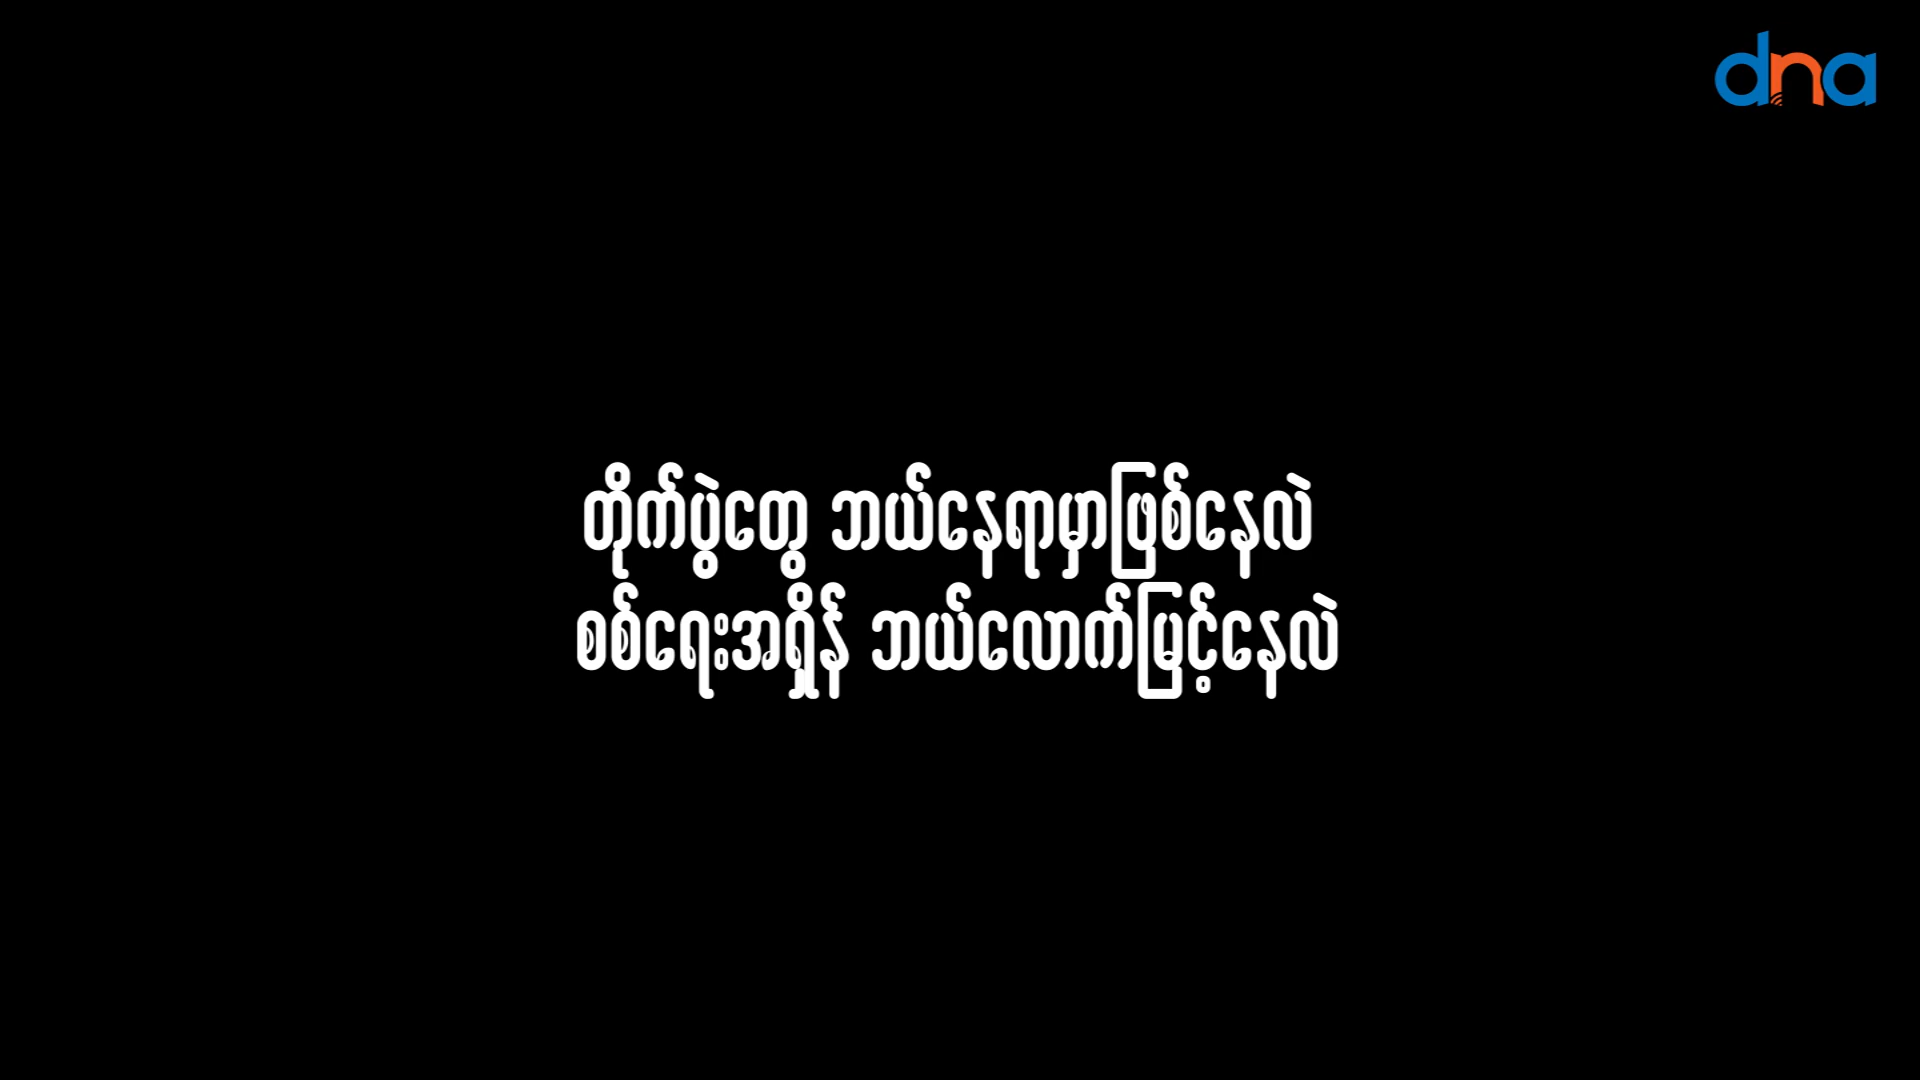 dna
တိုက်ပွဲတွေ ဘယ်နေရာမှာဖြစ်နေလဲ
စစ်ရေးအရှိန် ဘယ်လောက်မြင့်နေလဲ